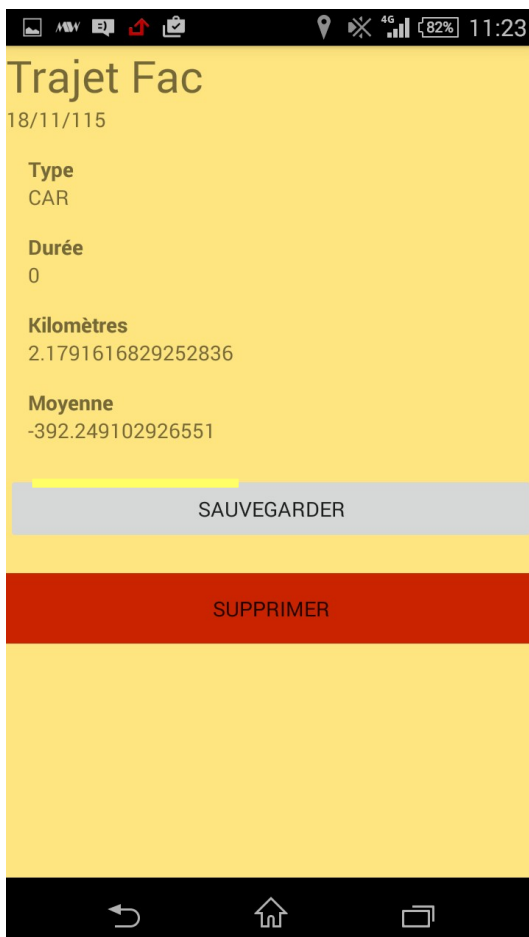 4G 82% 11:23
Trajet Fac
18/11/115
Type
CAR
Durée
0
Kilomètres
2.1791616829252836
Moyenne
-392.249102926551
SAUVEGARDER
SUPPRIMER